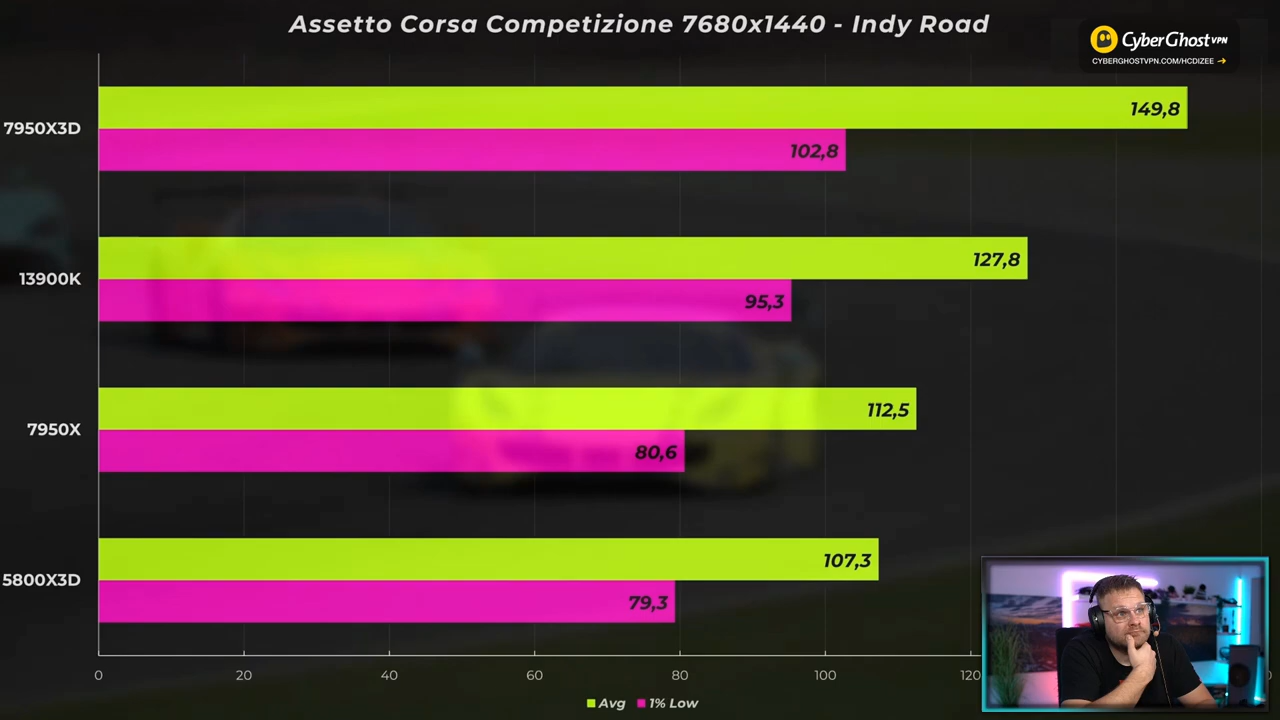 Assetto Corsa Competizione 7680x1440 - Indy Road
CyberGhost VPN
CYBERGHOSTVPN.COM/HCDIZEE →
7950X3D
149,8
102,8
13900K
127,8
95,3
7950X
112,5
80,6
5800X3D
107,3
79,3
0 20 40 60 80 100 120
Avg 1% Low